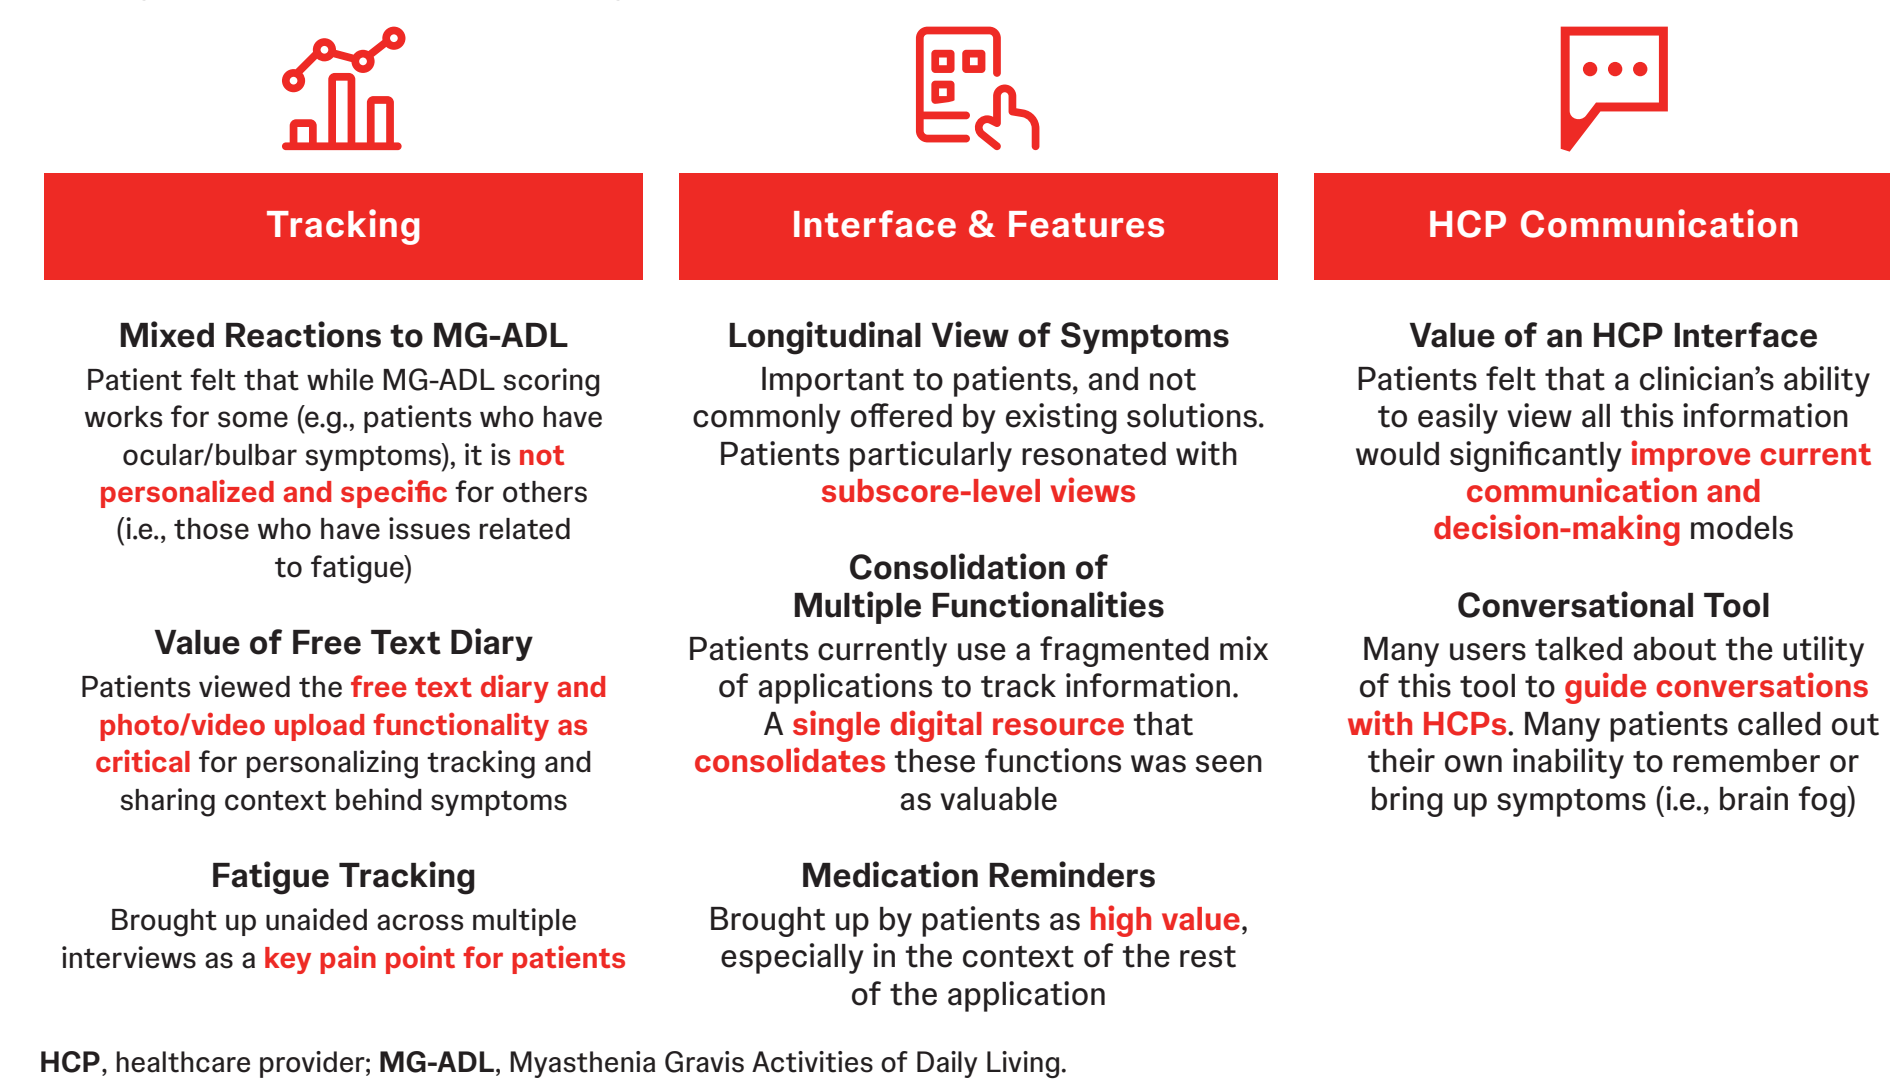 Tracking
Mixed Reactions to MG-ADL
Patient felt that while MG-ADL scoring
works for some (e.g., patients who have
ocular/bulbar symptoms), it is not
personalized and specific for others
(i.e., those who have issues related
to fatigue)
Value of Free Text Diary
Patients viewed the free text diary and
photo/video upload functionality as
critical for personalizing tracking and
sharing context behind symptoms
Fatigue Tracking
Brought up unaided across multiple
interviews as a key pain point for patients
Interface & Features
Longitudinal View of Symptoms
Important to patients, and not
commonly offered by existing solutions.
Patients particularly resonated with
subscore-level views
Consolidation of
Multiple Functionalities
Patients currently use a fragmented mix
of applications to track information.
A single digital resource that
consolidates these functions was seen
as valuable
Medication Reminders
Brought up by patients as high value,
especially in the context of the rest
of the application
HCP Communication
Value of an HCP Interface
Patients felt that a clinician’s ability
to easily view all this information
would significantly improve current
communication and
decision-making models
Conversational Tool
Many users talked about the utility
of this tool to guide conversations
with HCPs. Many patients called out
their own inability to remember or
bring up symptoms (i.e., brain fog)
HCP, healthcare provider; MG-ADL, Myasthenia Gravis Activities of Daily Living.